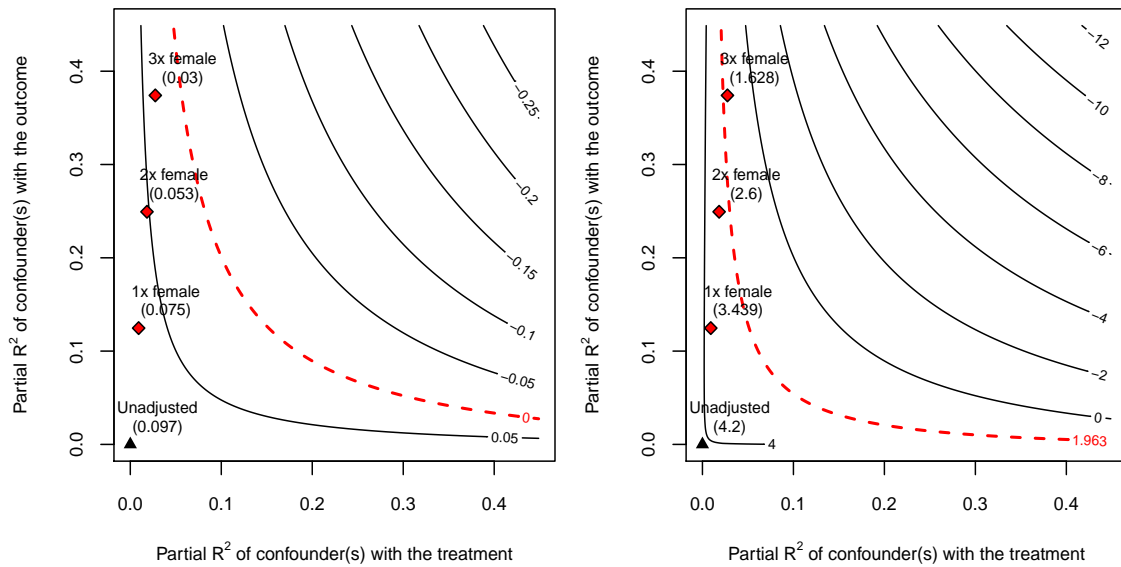 Partial R² of confounder(s) with the outcome
0.4
0.3
0.2
0.1
0.0
3x female
(0.03)
2x female
(0.053)
1x female
(0.075)
Unadjusted
(0.097)
−0.25
−0.2
−0.15
−0.1
−0.05
0
0.05
0.0 0.1 0.2 0.3 0.4
Partial R² of confounder(s) with the treatment
Partial R² of confounder(s) with the outcome
0.4
0.3
0.2
0.1
0.0
3x female
(1.628)
2x female
(2.6)
1x female
(3.439)
Unadjusted
(4.2)
−12
−10
−8
−6
−4
−2
0
1.963
4
0.0 0.1 0.2 0.3 0.4
Partial R² of confounder(s) with the treatment